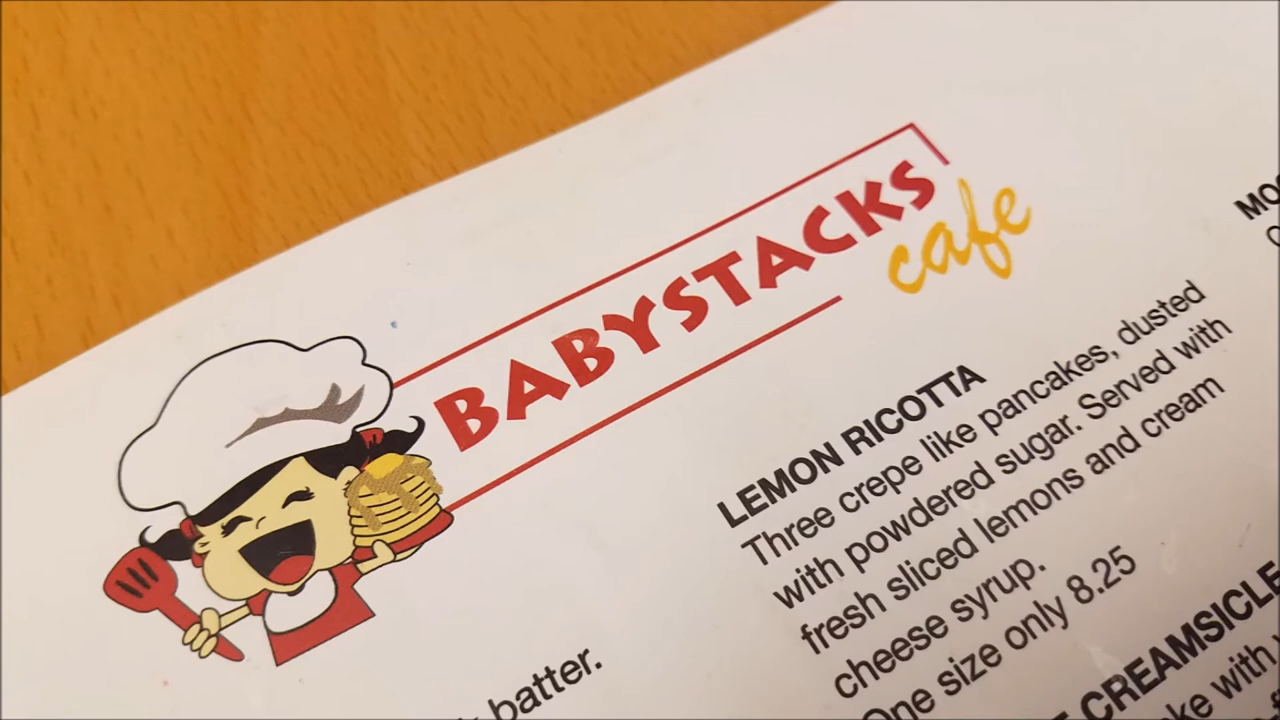 BABYSTACKS
cafe
batter.
LEMON RICOTTA
Three crepe like pancakes, dusted
with powdered sugar. Served with
fresh sliced lemons and cream
cheese syrup.
One size only 8.25
CREAMSICLE
with